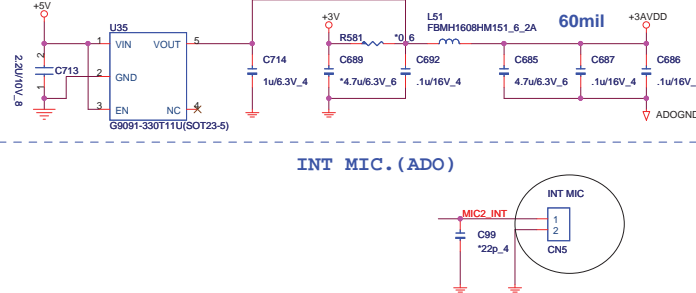 +5V
U35
1 VIN VOUT 5
2 GND
3 EN NC 4
G9091-330T11U(SOT23-5)
2 1
C713
2.2U/10V_8
C714
1u/6.3V_4
+3V
R581 *0_6
C689
*4.7u/6.3V_6
C692
.1u/16V_4
L51
FBMH1608HM151_6_2A
60mil
+3AVDD
C685
4.7u/6.3V_6
C687
.1u/16V_4
C686
.1u/16V_
ADOGND
INT MIC.(ADO)
MIC2_INT
C99
*22p_4
INT MIC
1
2
CN5